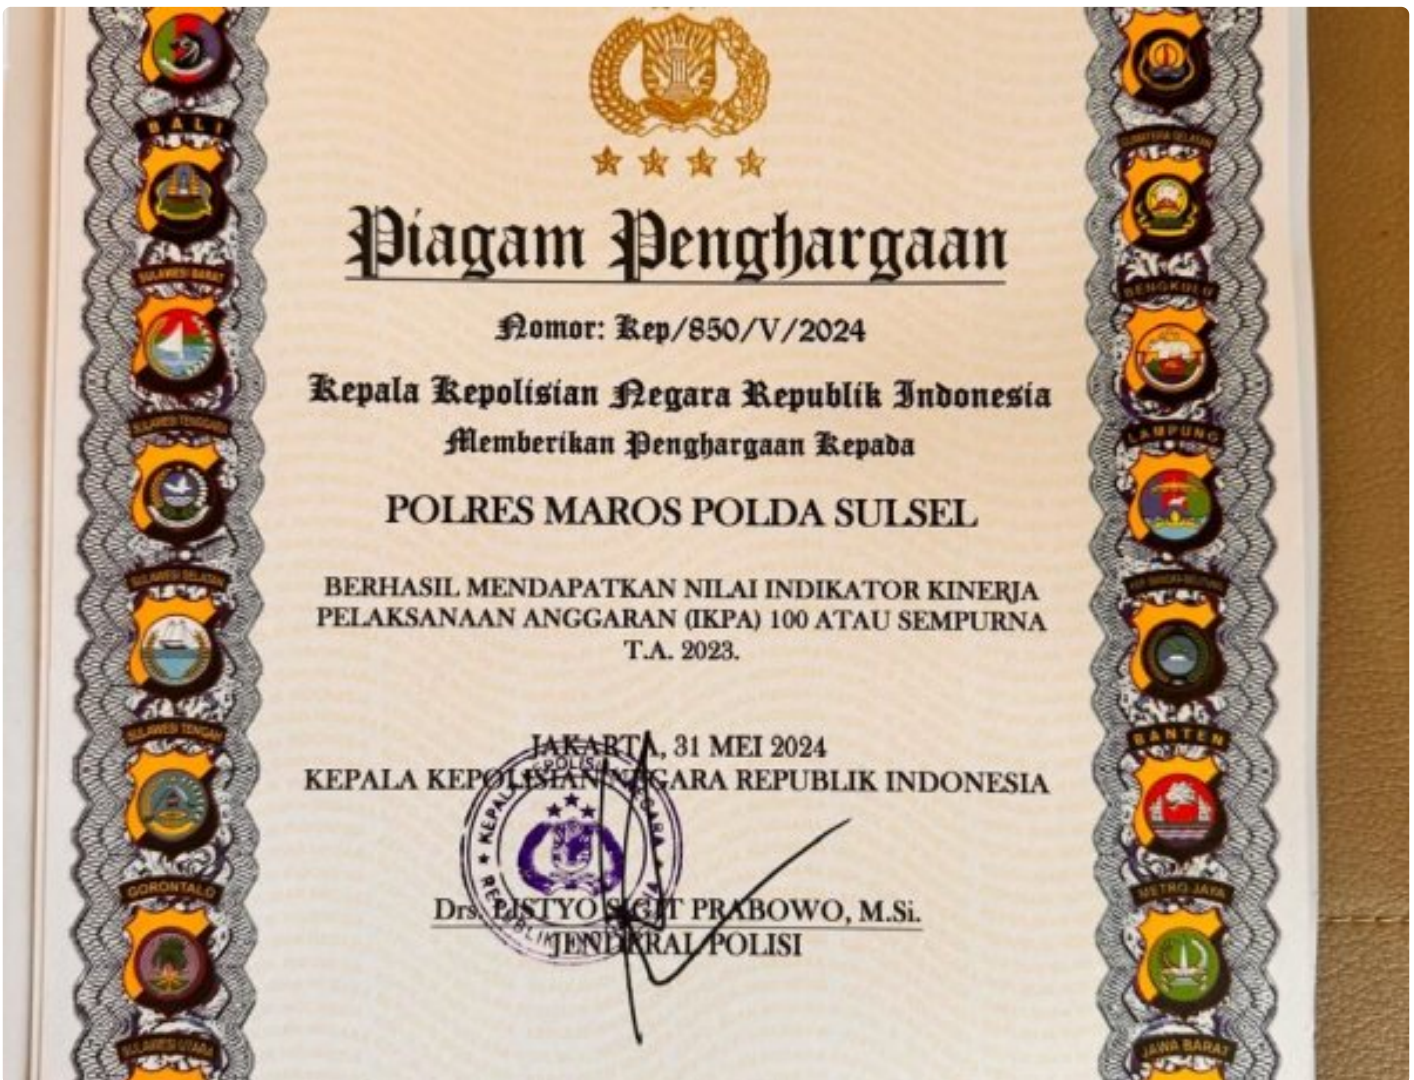 Piagam Penghargaan
Nomor: Kep/850/V/2024
Kepala Kepolisian Negara Republik Indonesia
Memberikan Penghargaan Kepada
POLRES MAROS POLDA SULSEL
BERHASIL MENDAPATKAN NILAI INDIKATOR KINERJA
PELAKSANAAN ANGGARAN (IKPA) 100 ATAU SEMPURNA
T.A. 2023.
JAKARTA, 31 MEI 2024
KEPALA KEPOLISIAN NEGARA REPUBLIK INDONESIA
Drs. LISTYO SIGIT PRABOWO, M.Si.
JENDERAL POLISI
BALI
SULAWESI BARAT
SULAWESI TENGGARA
SULAWESI SELATAN
SULAWESI TENGAH
GORONTALO
SULAWESI UTARA
SUMATERA SELATAN
BENGKULU
LAMPUNG
BANTEN
METRO JAYA
JAWA BARAT